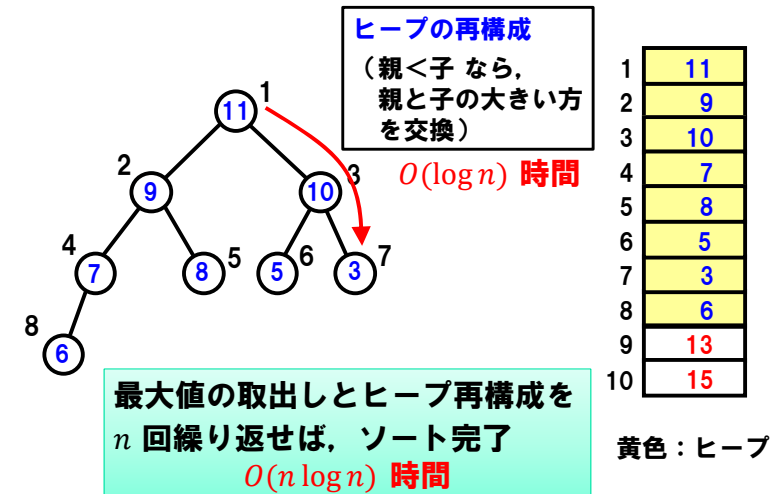 ヒープの再構成
(親<子 なら,
親と子の大きい方
を交換)
O(log n) 時間
1
11
2
9
3
10
4
7
5
8
6
5
7
3
8
6
1 11
2 9
3 10
4 7
5 8
6 5
7 3
8 6
9 13
10 15
黄色:ヒープ
最大値の取出しとヒープ再構成を
n 回繰り返せば, ソート完了
O(n log n) 時間